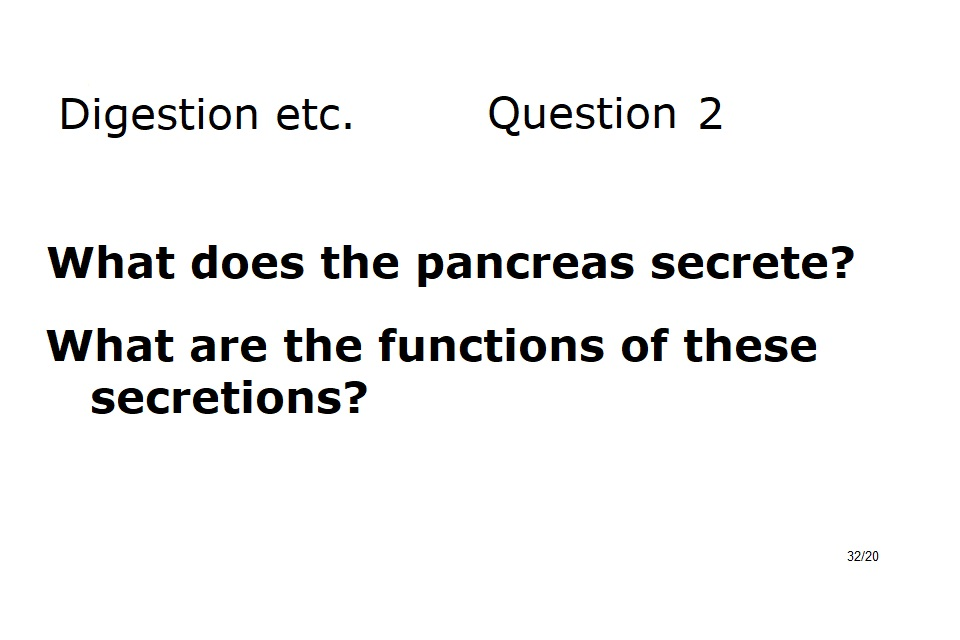 Digestion etc. Question 2
What does the pancreas secrete?
What are the functions of these
secretions?
32/20